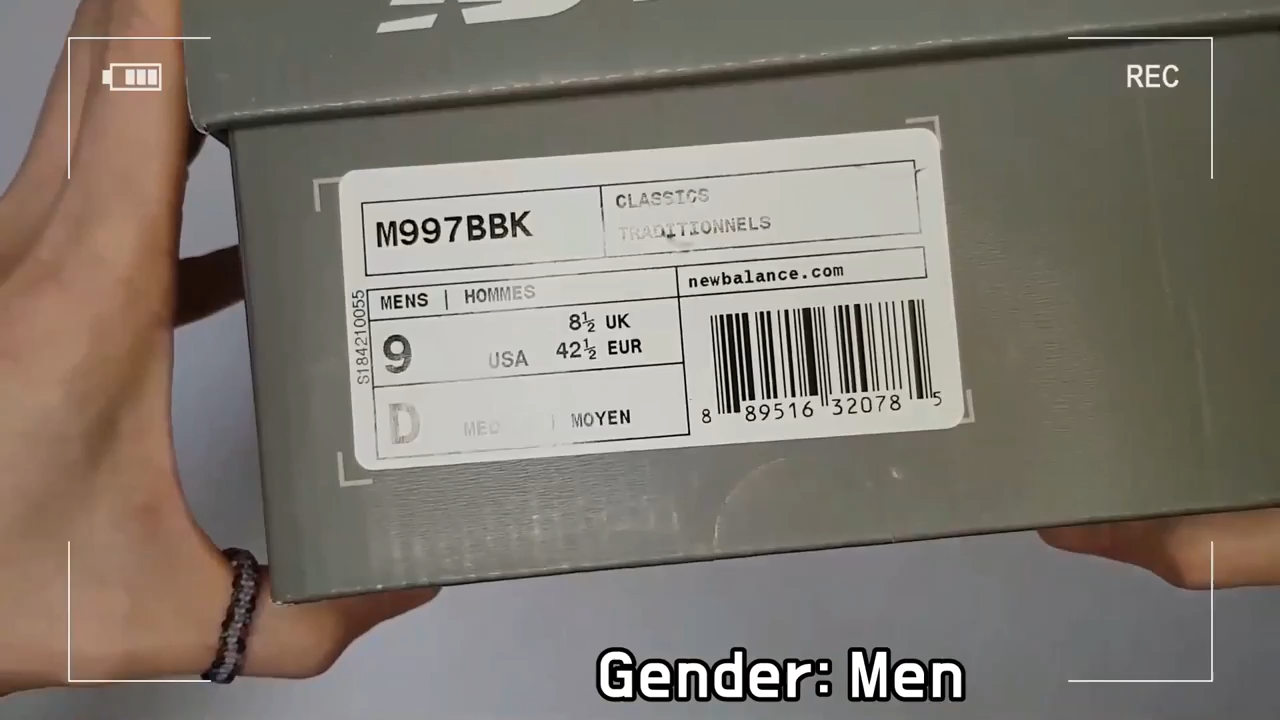 REC
M997BBK
CLASSICS
TRADITIONNELS
newbalance.com
MENS | HOMMES
9 USA
8½ UK
42½ EUR
D
MOYEN
S184210055
8 89516 32078 5
Gender: Men